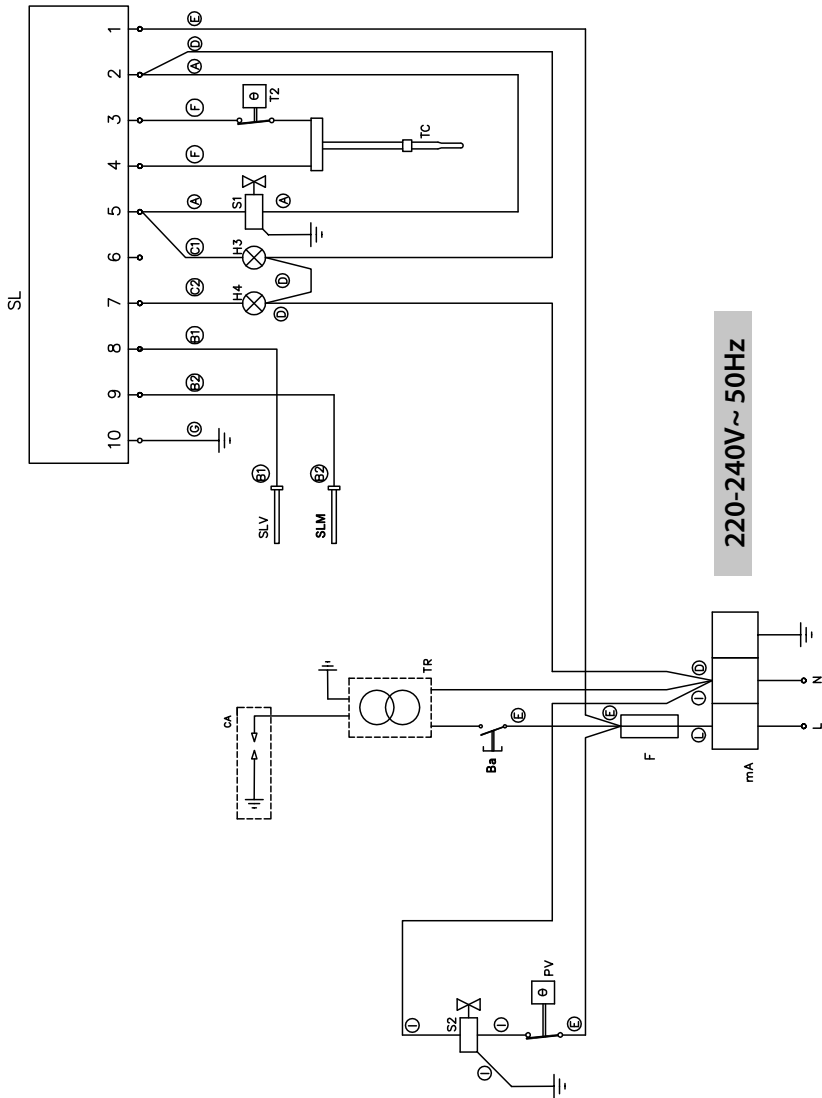 SL
1
2
3
4
5
6
7
8
9
10
E
D
A
F
F
A
C1
C2
B1
B2
G
θ
T2
TC
S1
A
H3
D
H4
D
B1
SLV
B2
SLM
CA
TR
Ba
E
E
D
I
F
L
mA
N
L
I
S2
I
I
θ
PV
E
220-240V~ 50Hz